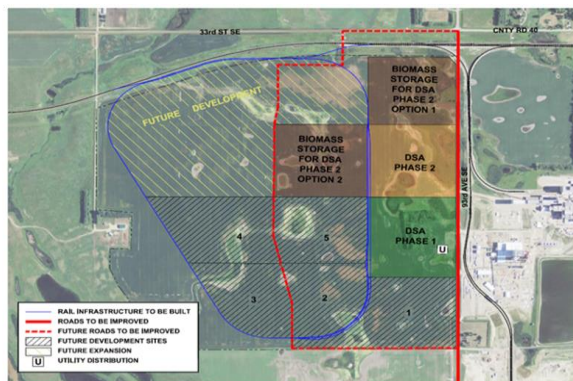 33rd ST SE
CNTY RD 40
BIOMASS
STORAGE
FOR DSA
PHASE 2
OPTION 1
FUTURE DEVELOPMENT
BIOMASS
STORAGE
FOR DSA
PHASE 2
OPTION 2
DSA
PHASE 2
93rd AVE SE
DSA
PHASE 1
U
4
5
3
2
1
RAIL INFRASTRUCTURE TO BE BUILT
ROADS TO BE IMPROVED
FUTURE ROADS TO BE IMPROVED
FUTURE DEVELOPMENT SITES
FUTURE EXPANSION
U UTILITY DISTRIBUTION